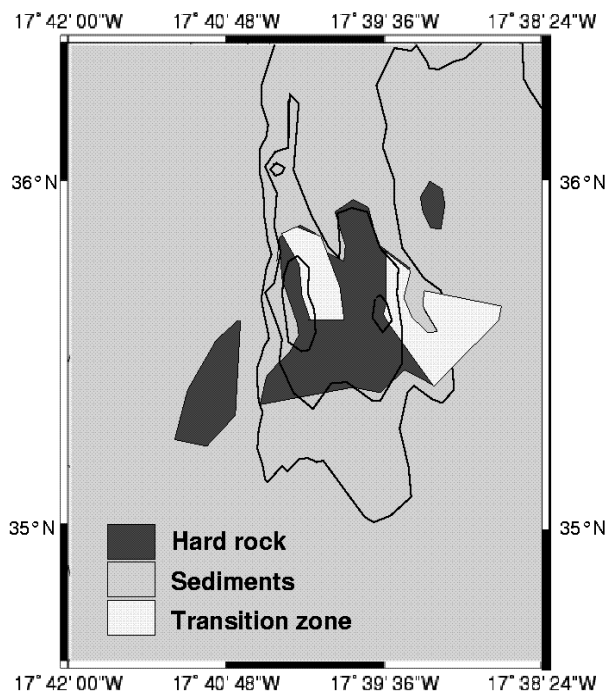 17° 42' 00"W 17° 40' 48"W 17° 39' 36"W 17° 38' 24"W
36°N 36°N
35°N 35°N
Hard rock
Sediments
Transition zone
17° 42' 00"W 17° 40' 48"W 17° 39' 36"W 17° 38' 24"W